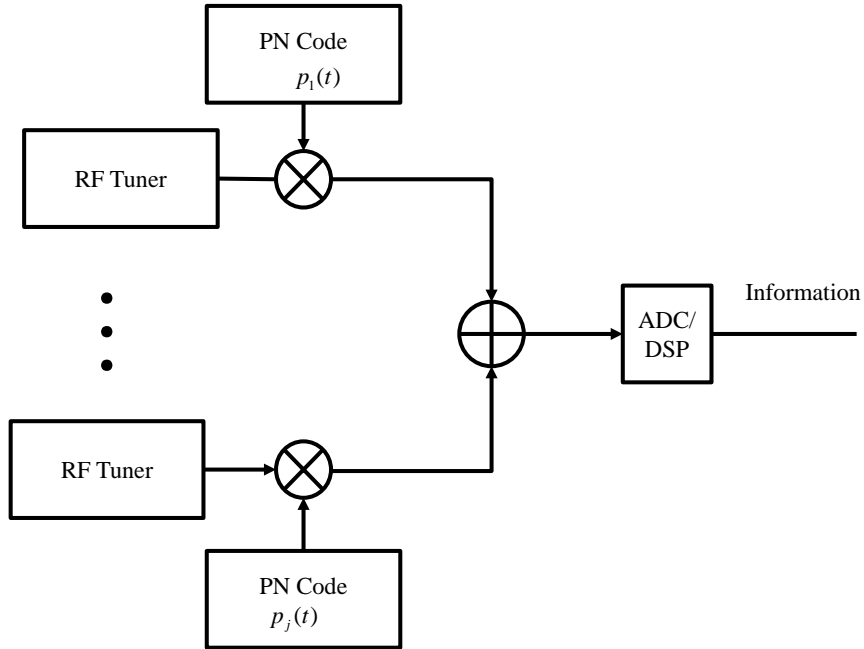 PN Code
p₁(t)
RF Tuner
Information
ADC/
DSP
RF Tuner
PN Code
pⱼ(t)